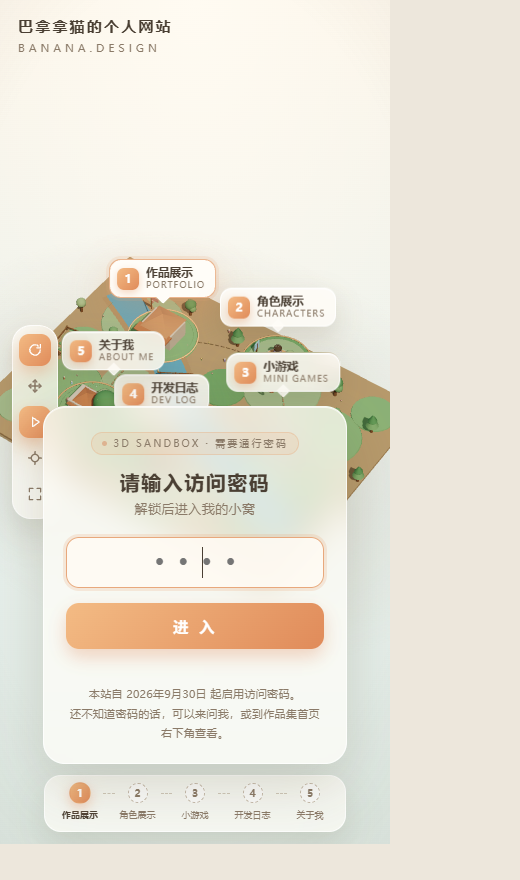 巴拿拿猫的个人网站
BANANA.DESIGN
1 作品展示
PORTFOLIO
2 角色展示
CHARACTERS
5 关于我
ABOUT ME
3 小游戏
MINI GAMES
4 开发日志
DEV LOG
3D SANDBOX · 需要通行密码
请输入访问密码
解锁后进入我的小窝
进 入
本站自 2026年9月30日 起启用访问密码。
还不知道密码的话，可以来问我，或到作品集首页
右下角查看。
1 2 3 4 5
作品展示 角色展示 小游戏 开发日志 关于我